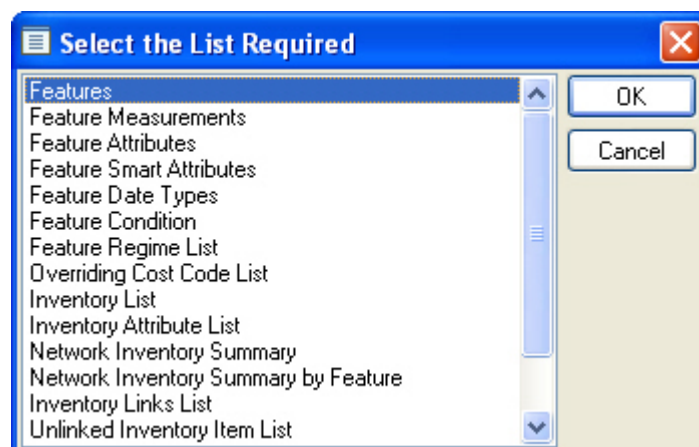 Select the List Required
Features
Feature Measurements
Feature Attributes
Feature Smart Attributes
Feature Date Types
Feature Condition
Feature Regime List
Overriding Cost Code List
Inventory List
Inventory Attribute List
Network Inventory Summary
Network Inventory Summary by Feature
Inventory Links List
Unlinked Inventory Item List
OK
Cancel